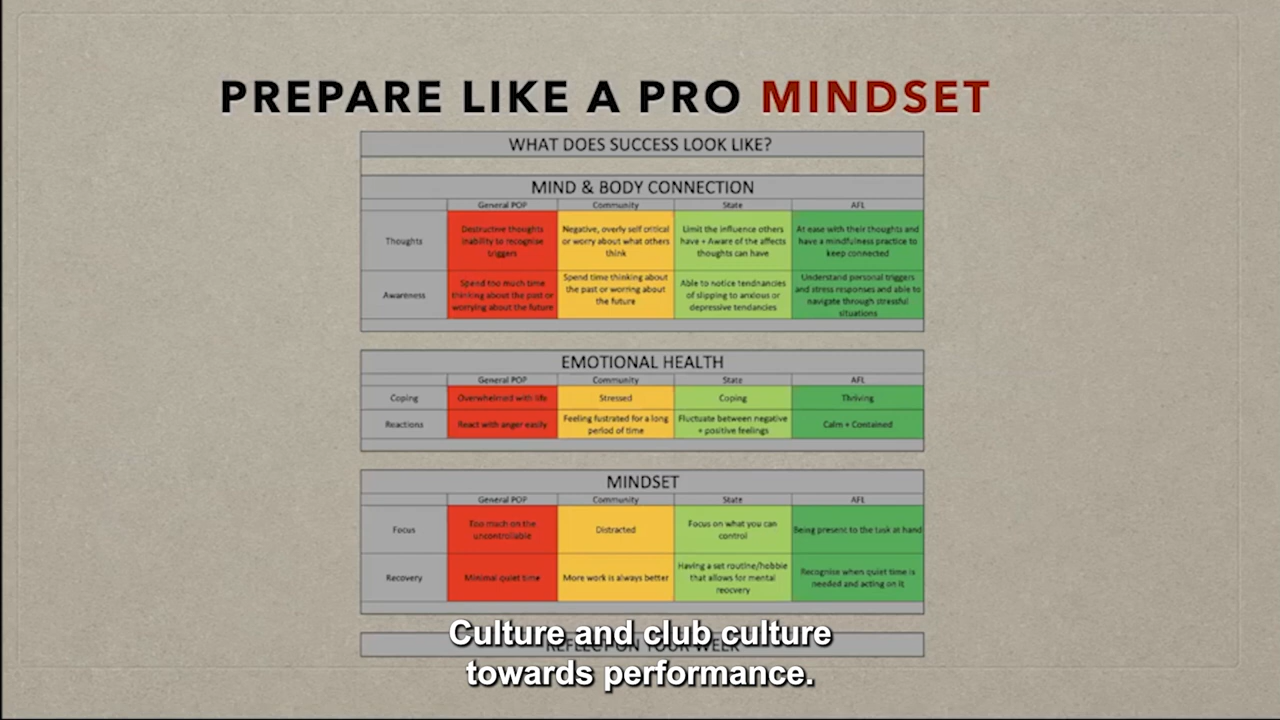 PREPARE LIKE A PRO MINDSET
WHAT DOES SUCCESS LOOK LIKE?
MIND & BODY CONNECTION
General POP Community State AFL
Thoughts
Destructive thoughts
inability to recognise
triggers
Negative, overly self critical
or worry about what others
think
Limit the influence others
have + Aware of the affects
thoughts can have
At ease with their thoughts and
have a mindfulness practice to
keep connected
Awareness
Spend too much time
thinking about the past or
worrying about the future
Spend time thinking about
the past or worring about
the future
Able to notice tendnancies
of slipping to anxious or
depressive tendancies
Understand personal triggers
and stress responses and able to
navigate through stressful
situations
EMOTIONAL HEALTH
General POP Community State AFL
Coping Overwhelmed with life Stressed Coping Thriving
Reactions
React with anger easily
Feeling fustrated for a long
period of time
Fluctuate between negative
+ positive feelings
Calm + Contained
MINDSET
General POP Community State AFL
Focus
Too much on the
uncontrollable
Distracted
Focus on what you can
control
Being present to the task at hand
Recovery
Minimal quiet time
More work is always better
Having a set routine/hobbie
that allows for mental
reocvery
Recognise when quiet time is
needed and acting on it
REFLECT ON YOUR WEEK
Culture and club culture
towards performance.